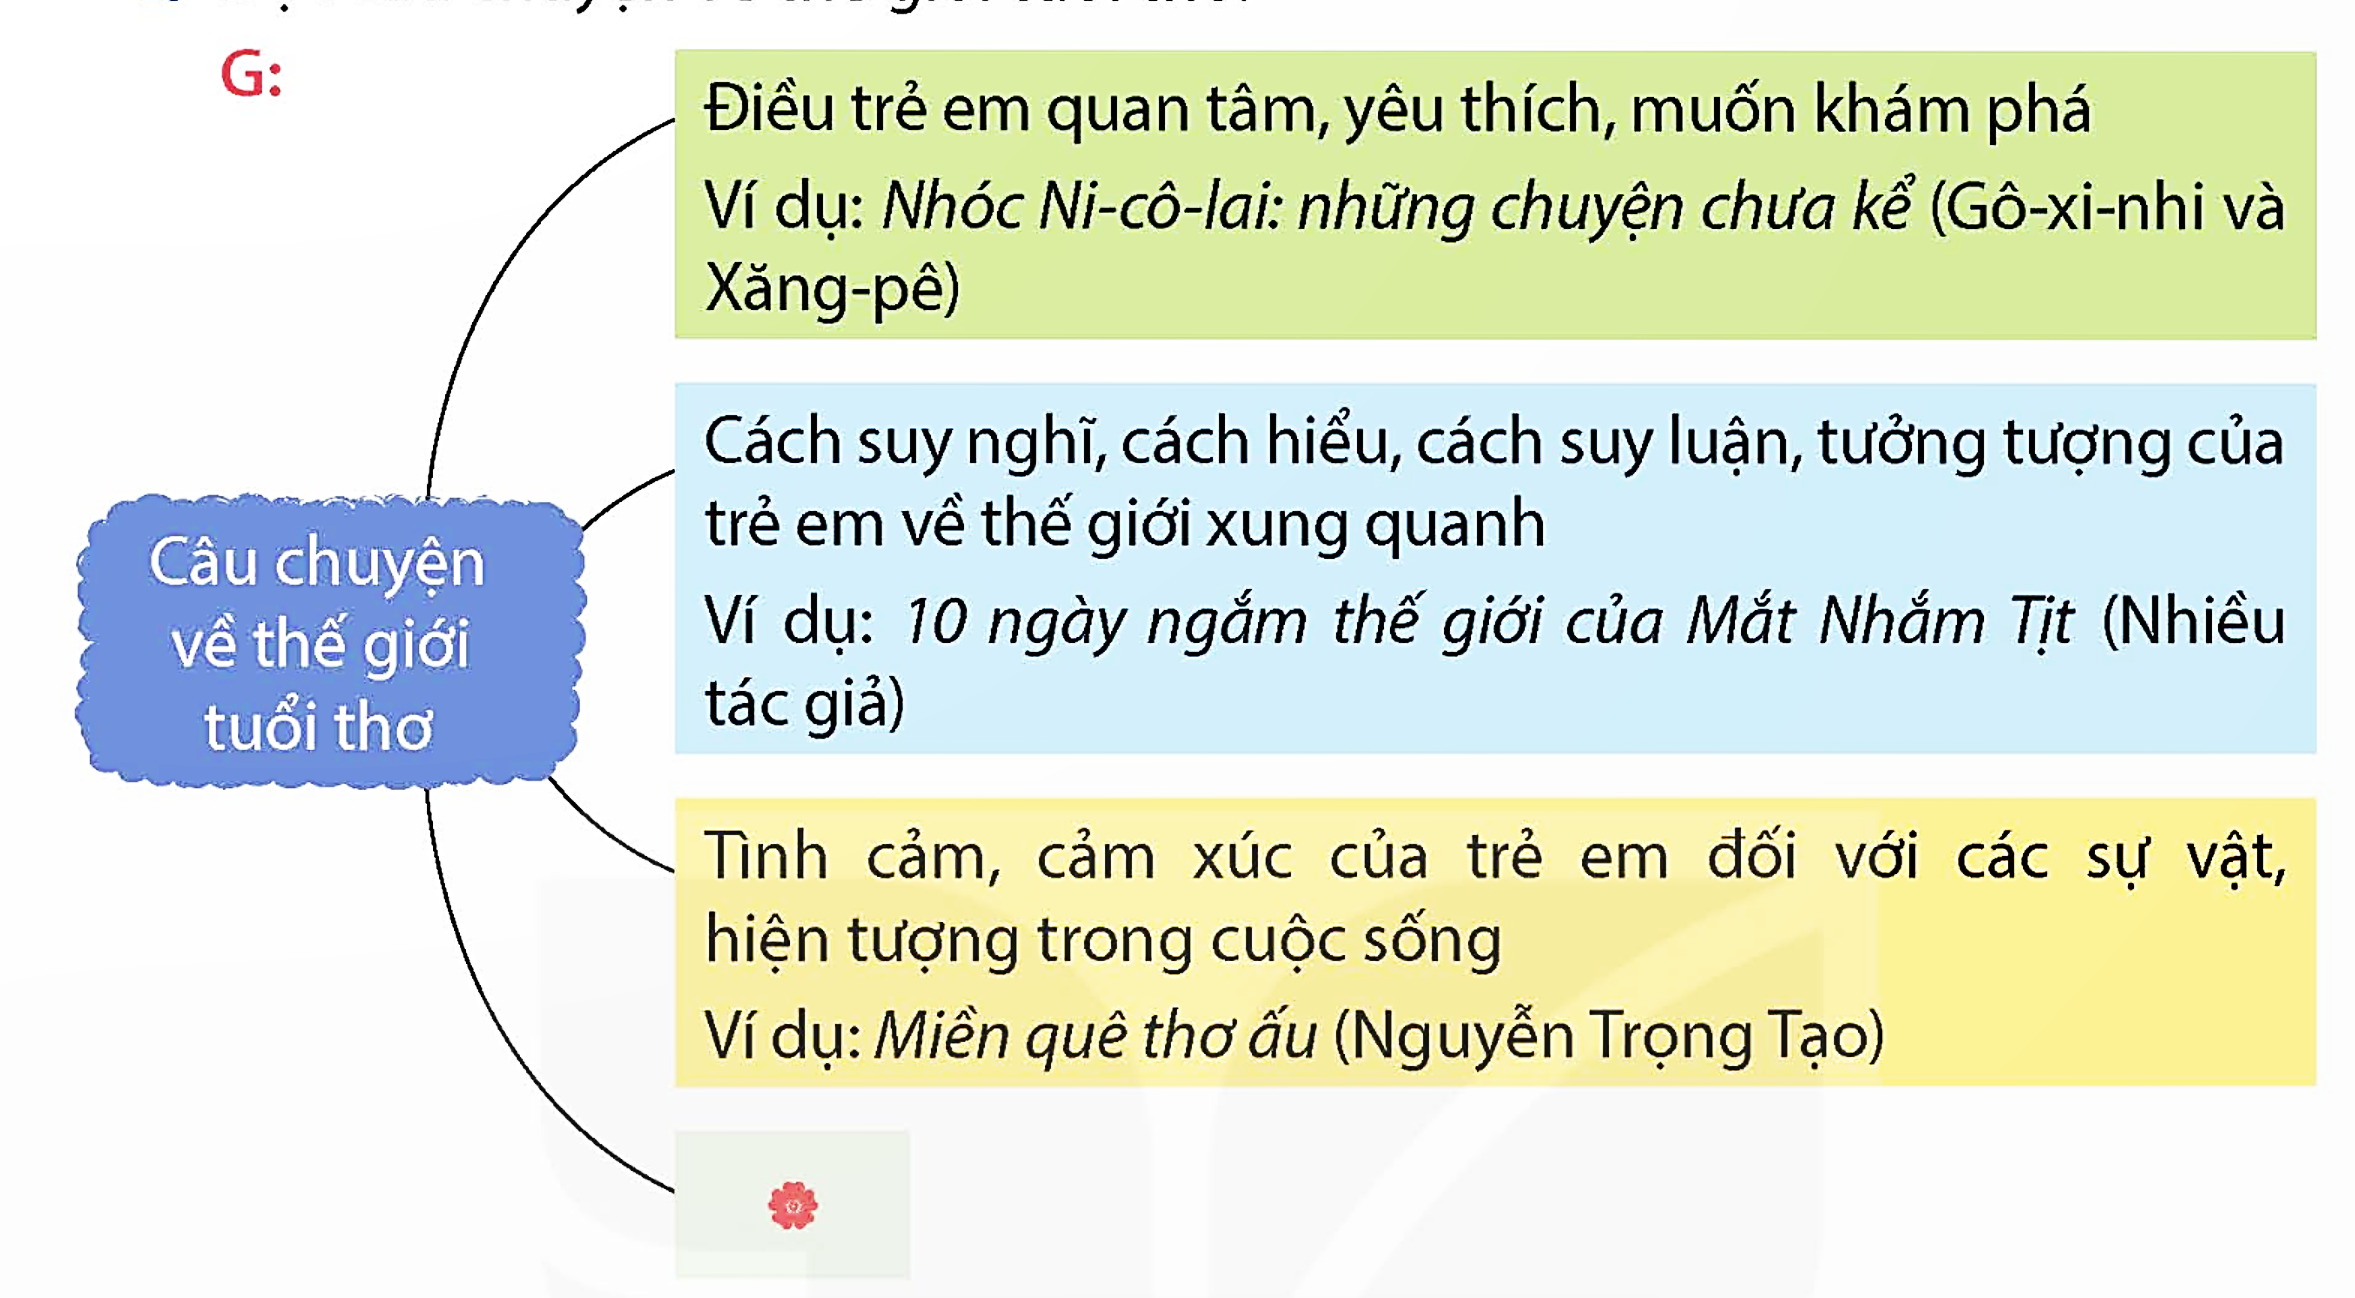 G:
Điều trẻ em quan tâm, yêu thích, muốn khám phá
Ví dụ: Nhóc Ni-cô-lai: những chuyện chưa kể (Gô-xi-nhi và
Xăng-pê)
Cách suy nghĩ, cách hiểu, cách suy luận, tưởng tượng của
trẻ em về thế giới xung quanh
Ví dụ: 10 ngày ngắm thế giới của Mắt Nhắm Tịt (Nhiều
tác giả)
Câu chuyện
về thế giới
tuổi thơ
Tình cảm, cảm xúc của trẻ em đối với các sự vật,
hiện tượng trong cuộc sống
Ví dụ: Miền quê thơ ấu (Nguyễn Trọng Tạo)